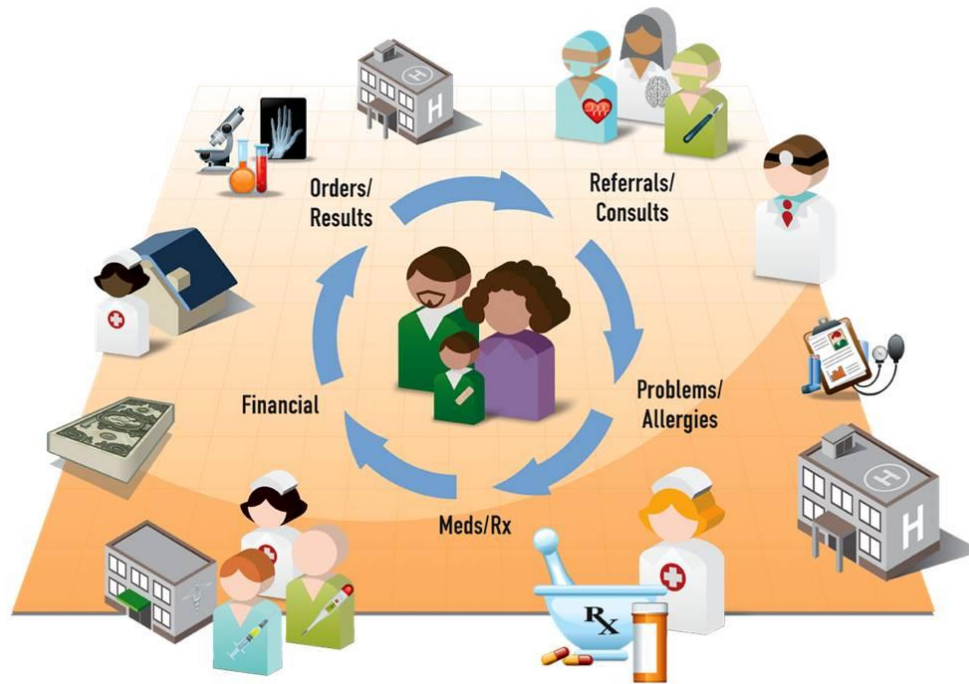 H
Orders/
Results
Referrals/
Consults
Financial
Problems/
Allergies
H
H
Meds/Rx
H
RX